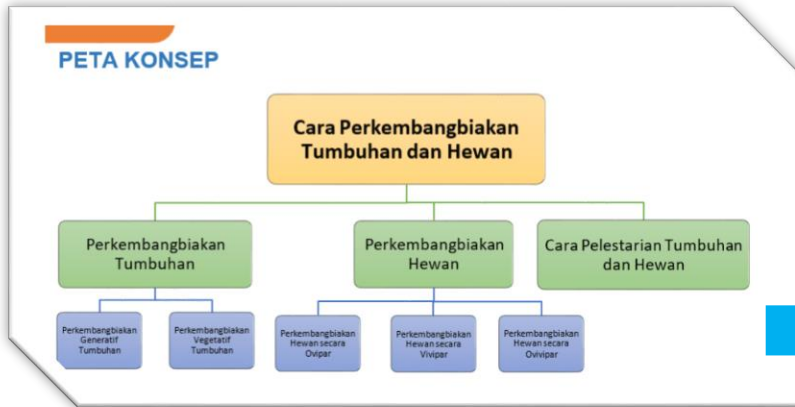 PETA KONSEP
Cara Perkembangbiakan
Tumbuhan dan Hewan
Perkembangbiakan
Tumbuhan
Perkembangbiakan
Hewan
Cara Pelestarian Tumbuhan
dan Hewan
Perkembangbiakan
Generatif
Tumbuhan
Perkembangbiakan
Vegetatif
Tumbuhan
Perkembangbiakan
Hewan secara
Ovipar
Perkembangbiakan
Hewan secara
Vivipar
Perkembangbiakan
Hewan secara
Ovivipar